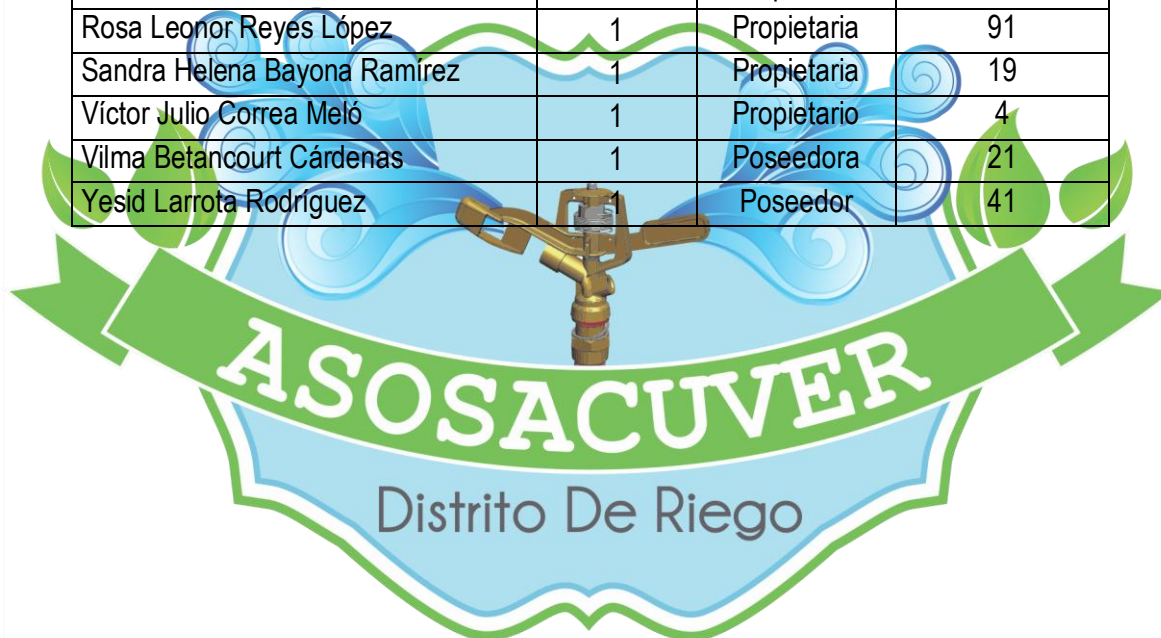 Rosa Leonor Reyes López 1 Propietaria 91
Sandra Helena Bayona Ramírez 1 Propietaria 19
Víctor Julio Correa Meló 1 Propietario 4
Vilma Betancourt Cárdenas 1 Poseedora 21
Yesid Larrota Rodríguez 1 Poseedor 41
ASOSACUVER
Distrito De Riego